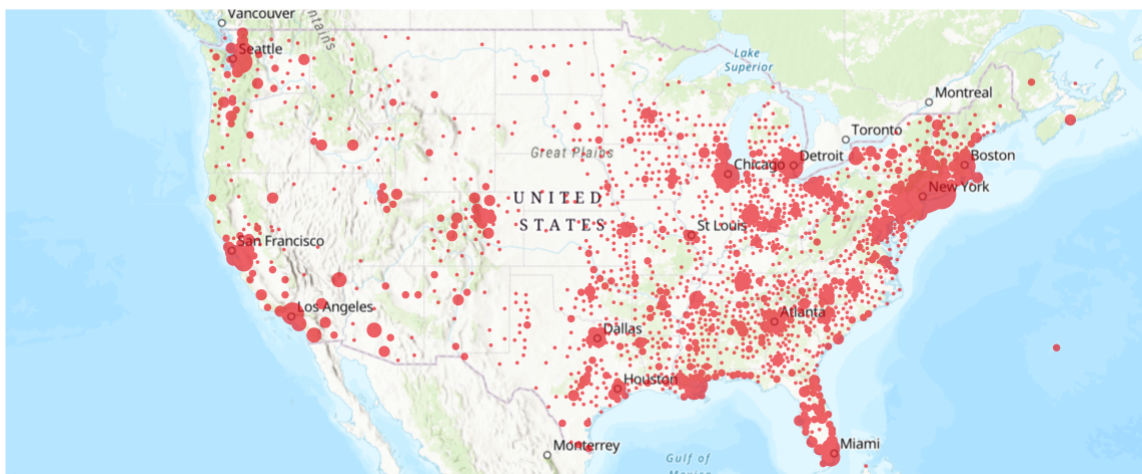 Vancouver
Mountains
Seattle
Lake
Superior
Montreal
Toronto
Great Plains
Chicago
Detroit
Boston
New York
UNITED
STATES
St Louis
San Francisco
Los Angeles
Atlanta
Dallas
Houston
Miami
Monterrey
Gulf of